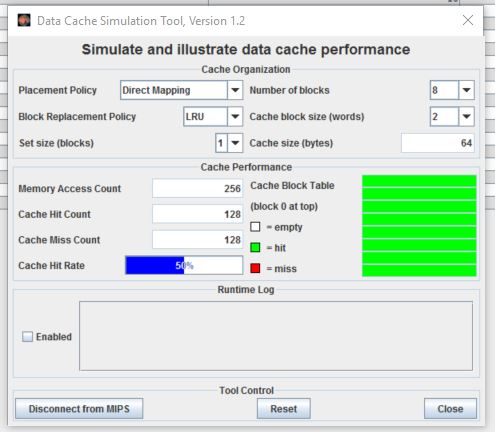 Data Cache Simulation Tool, Version 1.2
Simulate and illustrate data cache performance
Cache Organization
Placement Policy Direct Mapping Number of blocks 8
Block Replacement Policy LRU Cache block size (words) 2
Set size (blocks) 1 Cache size (bytes) 64
Cache Performance
Memory Access Count 256 Cache Block Table
(block 0 at top)
Cache Hit Count 128
= empty
Cache Miss Count 128
= hit
Cache Hit Rate 50% = miss
Runtime Log
Enabled
Tool Control
Disconnect from MIPS Reset Close